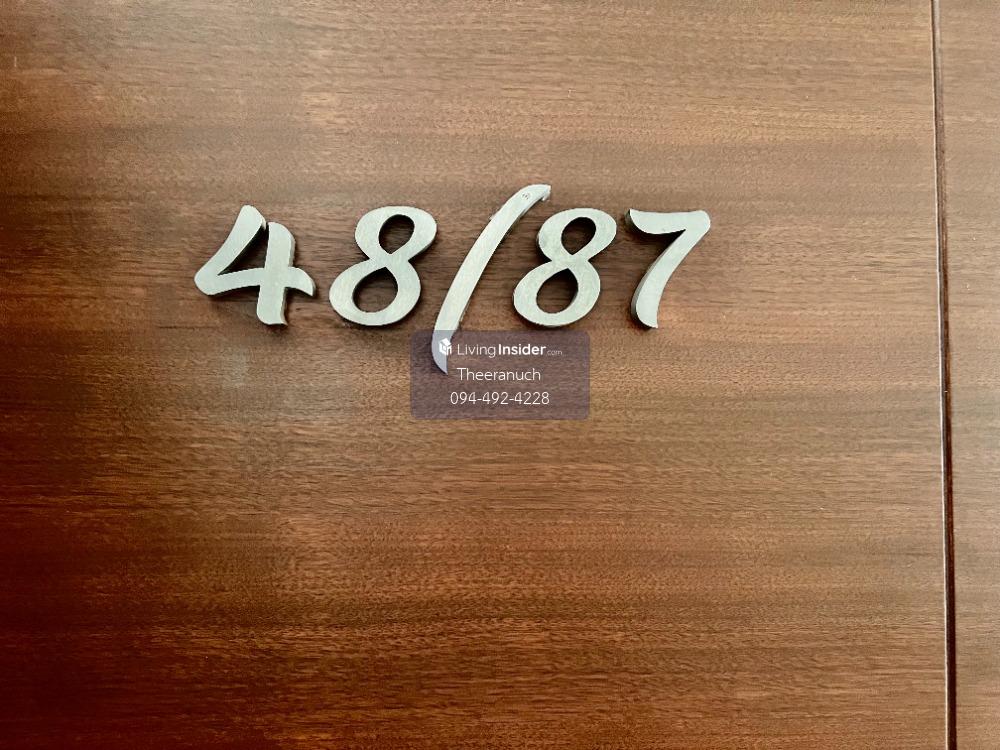 48/87
LivingInsider.com
Theeranuch
094-492-4228